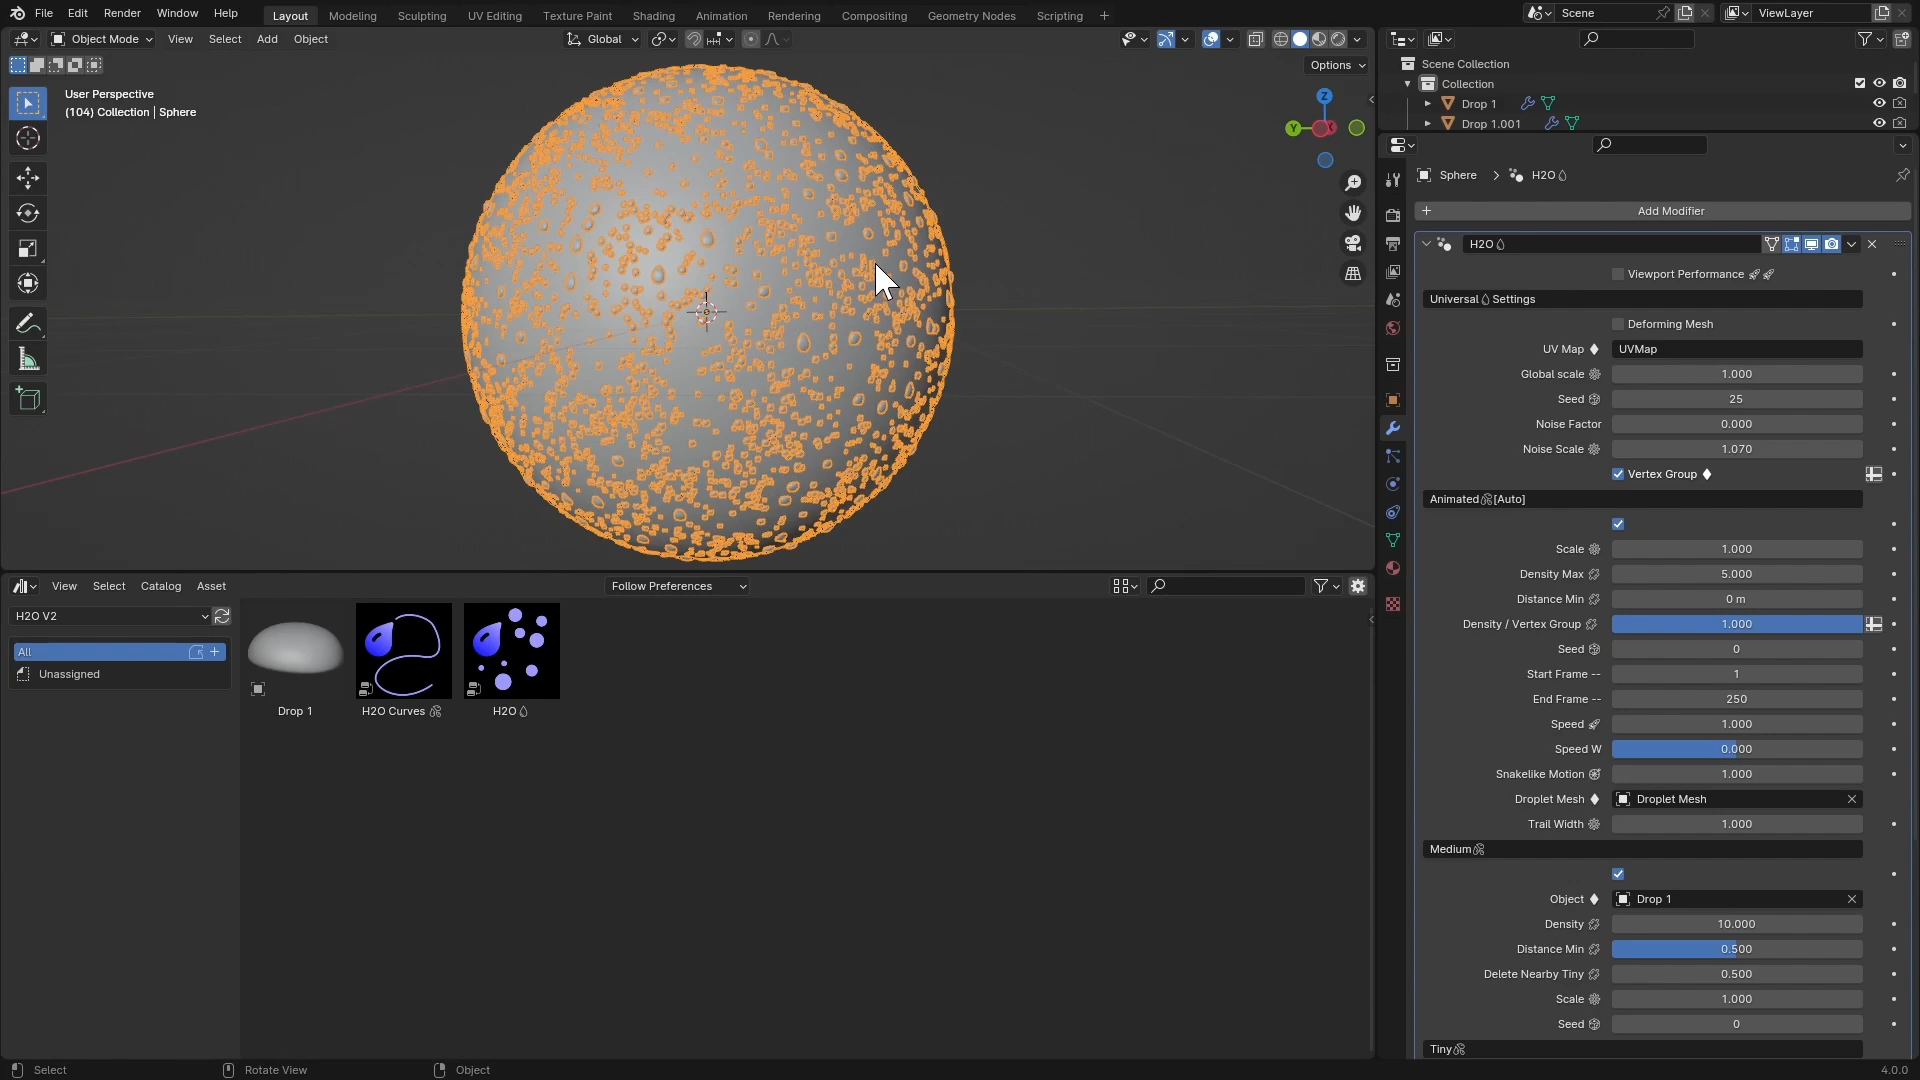 File Edit Render Window Help Layout Modeling Sculpting UV Editing Texture Paint Shading Animation Rendering Compositing Geometry Nodes Scripting + Scene ViewLayer
Object Mode View Select Add Object Global
Options
User Perspective
(104) Collection | Sphere
Z
Y
X
Scene Collection
Collection
Drop 1
Drop 1.001
Sphere > H2O
+ Add Modifier
H2O
Viewport Performance
Universal Settings
Deforming Mesh
UV Map UVMap
Global scale 1.000
Seed 25
Noise Factor 0.000
Noise Scale 1.070
Vertex Group
Animated [Auto]
Scale 1.000
Density Max 5.000
Distance Min 0 m
Density / Vertex Group 1.000
Seed 0
Start Frame -- 1
End Frame -- 250
Speed 1.000
Speed W 0.000
Snakelike Motion 1.000
Droplet Mesh Droplet Mesh
Trail Width 1.000
Medium
Object Drop 1
Density 10.000
Distance Min 0.500
Delete Nearby Tiny 0.500
Scale 1.000
Seed 0
Tiny
View Select Catalog Asset Follow Preferences
H2O V2
All +
Unassigned
Drop 1 H2O Curves H2O
Select Rotate View Object 4.0.0